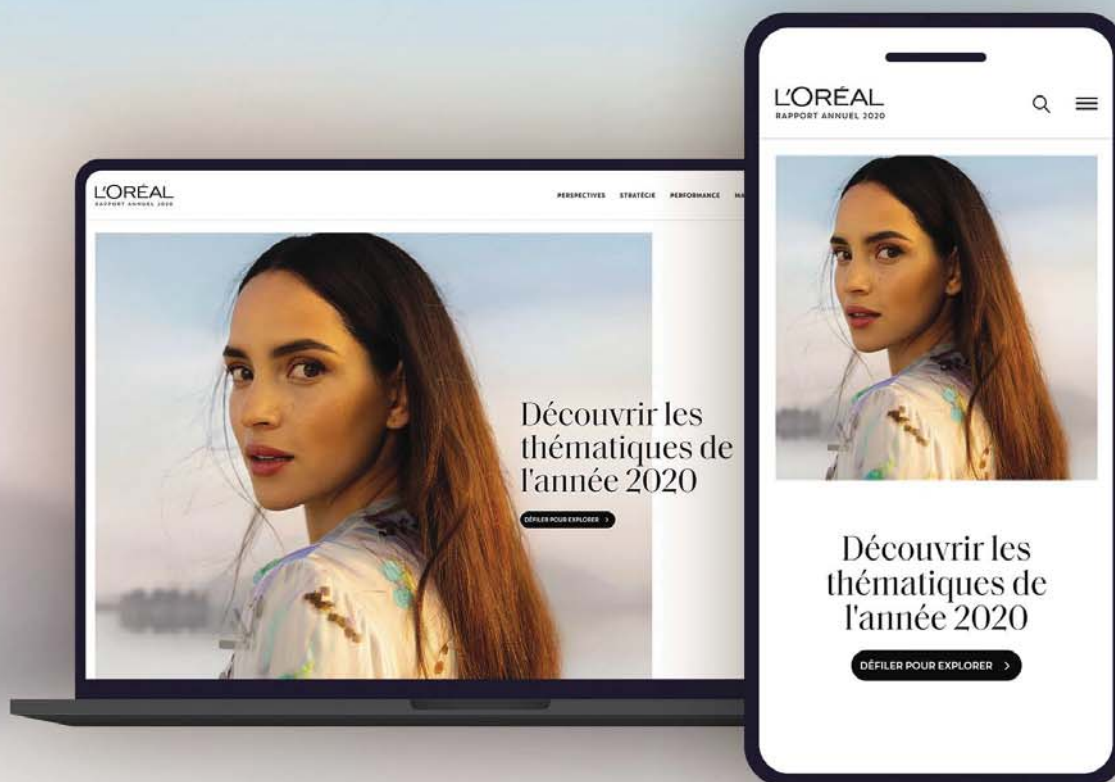 L'ORÉAL
RAPPORT ANNUEL 2020
PERSPECTIVES STRATÉGIE PERFORMANCE
Découvrir les
thématiques de
l'année 2020
DÉFILER POUR EXPLORER >
L'ORÉAL
RAPPORT ANNUEL 2020
Découvrir les
thématiques de
l'année 2020
DÉFILER POUR EXPLORER >